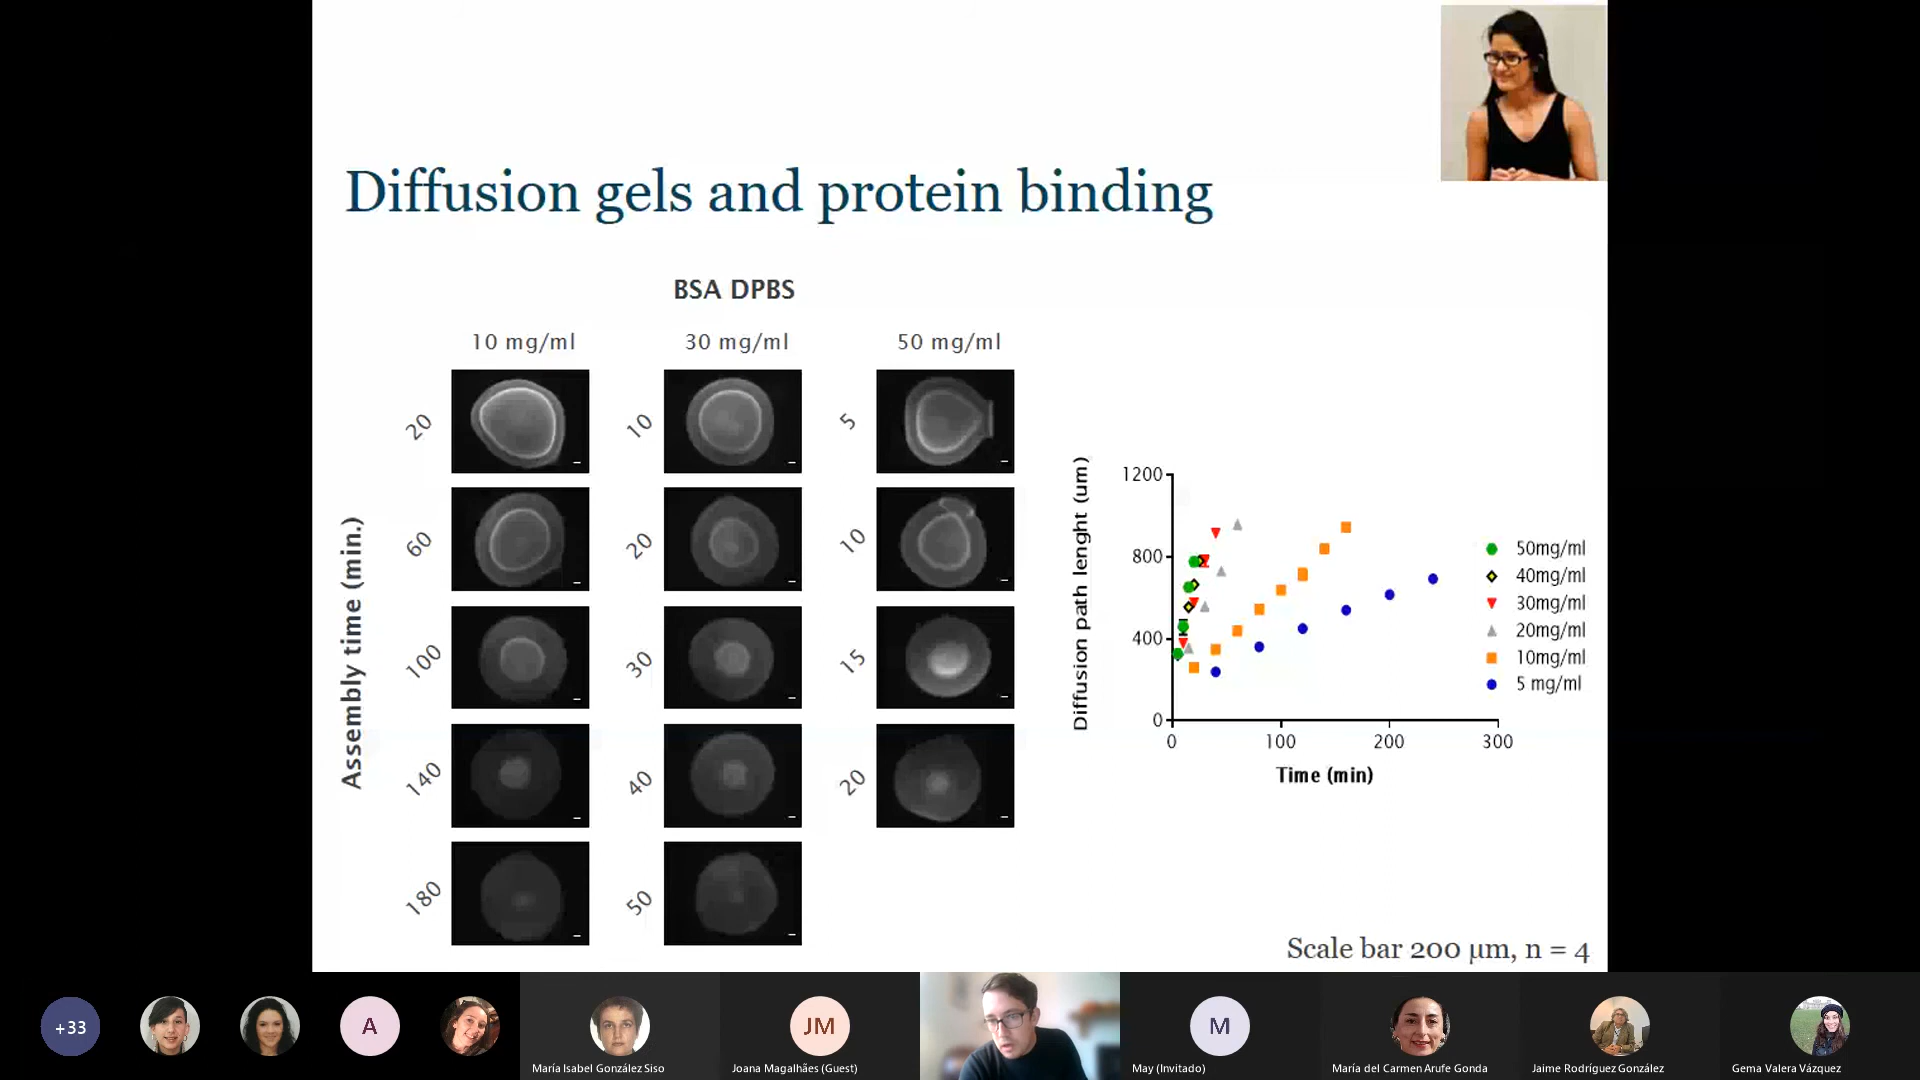 Diffusion gels and protein binding
BSA DPBS
10 mg/ml 30 mg/ml 50 mg/ml
Assembly time (min.)
20 10 5
60 20 10
100 30 15
140 40 20
180 50
Diffusion path lenght (um)
1200
800
400
0
0 100 200 300
Time (min)
50mg/ml
40mg/ml
30mg/ml
20mg/ml
10mg/ml
5 mg/ml
Scale bar 200 µm, n = 4
+33
A
JM
M
María Isabel González Siso
Joana Magalhães (Guest)
May (Invitado)
María del Carmen Arufe Gonda
Jaime Rodríguez González
Gema Valera Vázquez